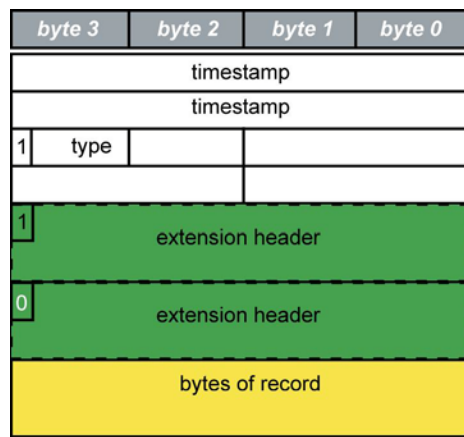 byte 3 byte 2 byte 1 byte 0
timestamp
timestamp
1 type
1
extension header
0
extension header
bytes of record